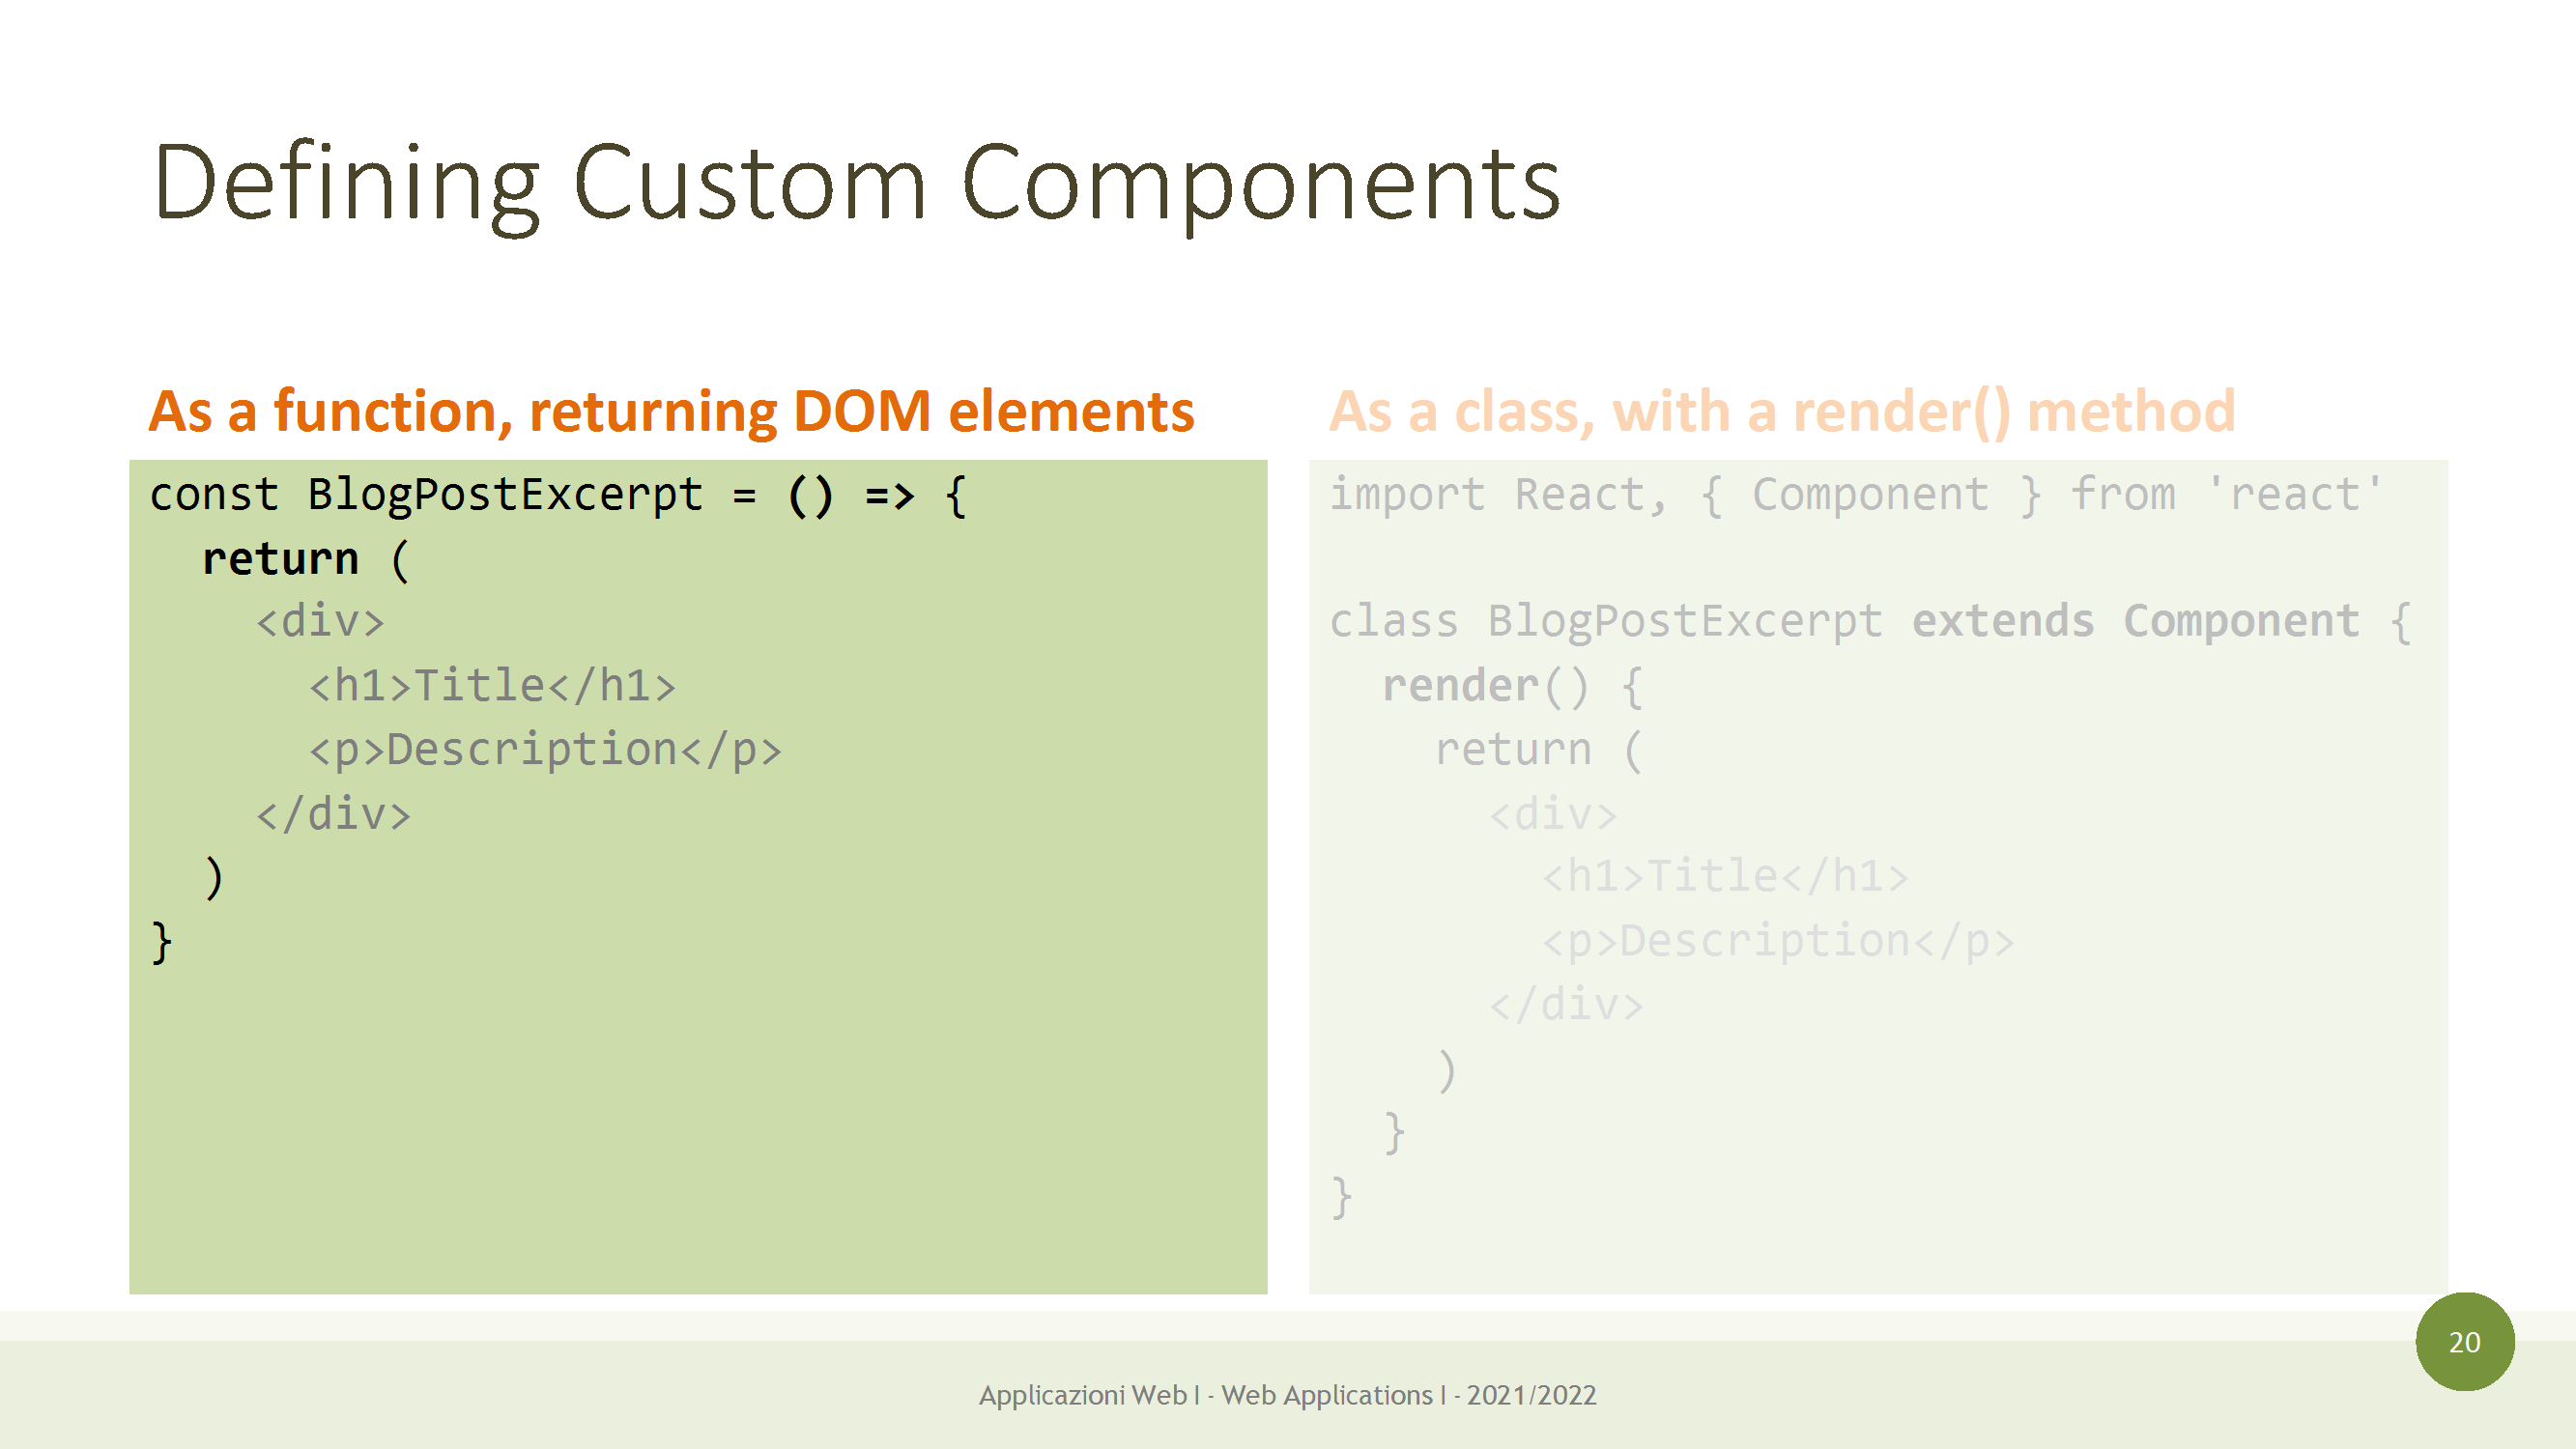 Defining Custom Components
As a function, returning DOM elements
const BlogPostExcerpt = () => {
  return (
    <div>
      <h1>Title</h1>
      <p>Description</p>
    </div>
  )
}
As a class, with a render() method
import React, { Component } from 'react'

class BlogPostExcerpt extends Component {
  render() {
    return (
      <div>
        <h1>Title</h1>
        <p>Description</p>
      </div>
    )
  }
}
20
Applicazioni Web I - Web Applications I - 2021/2022